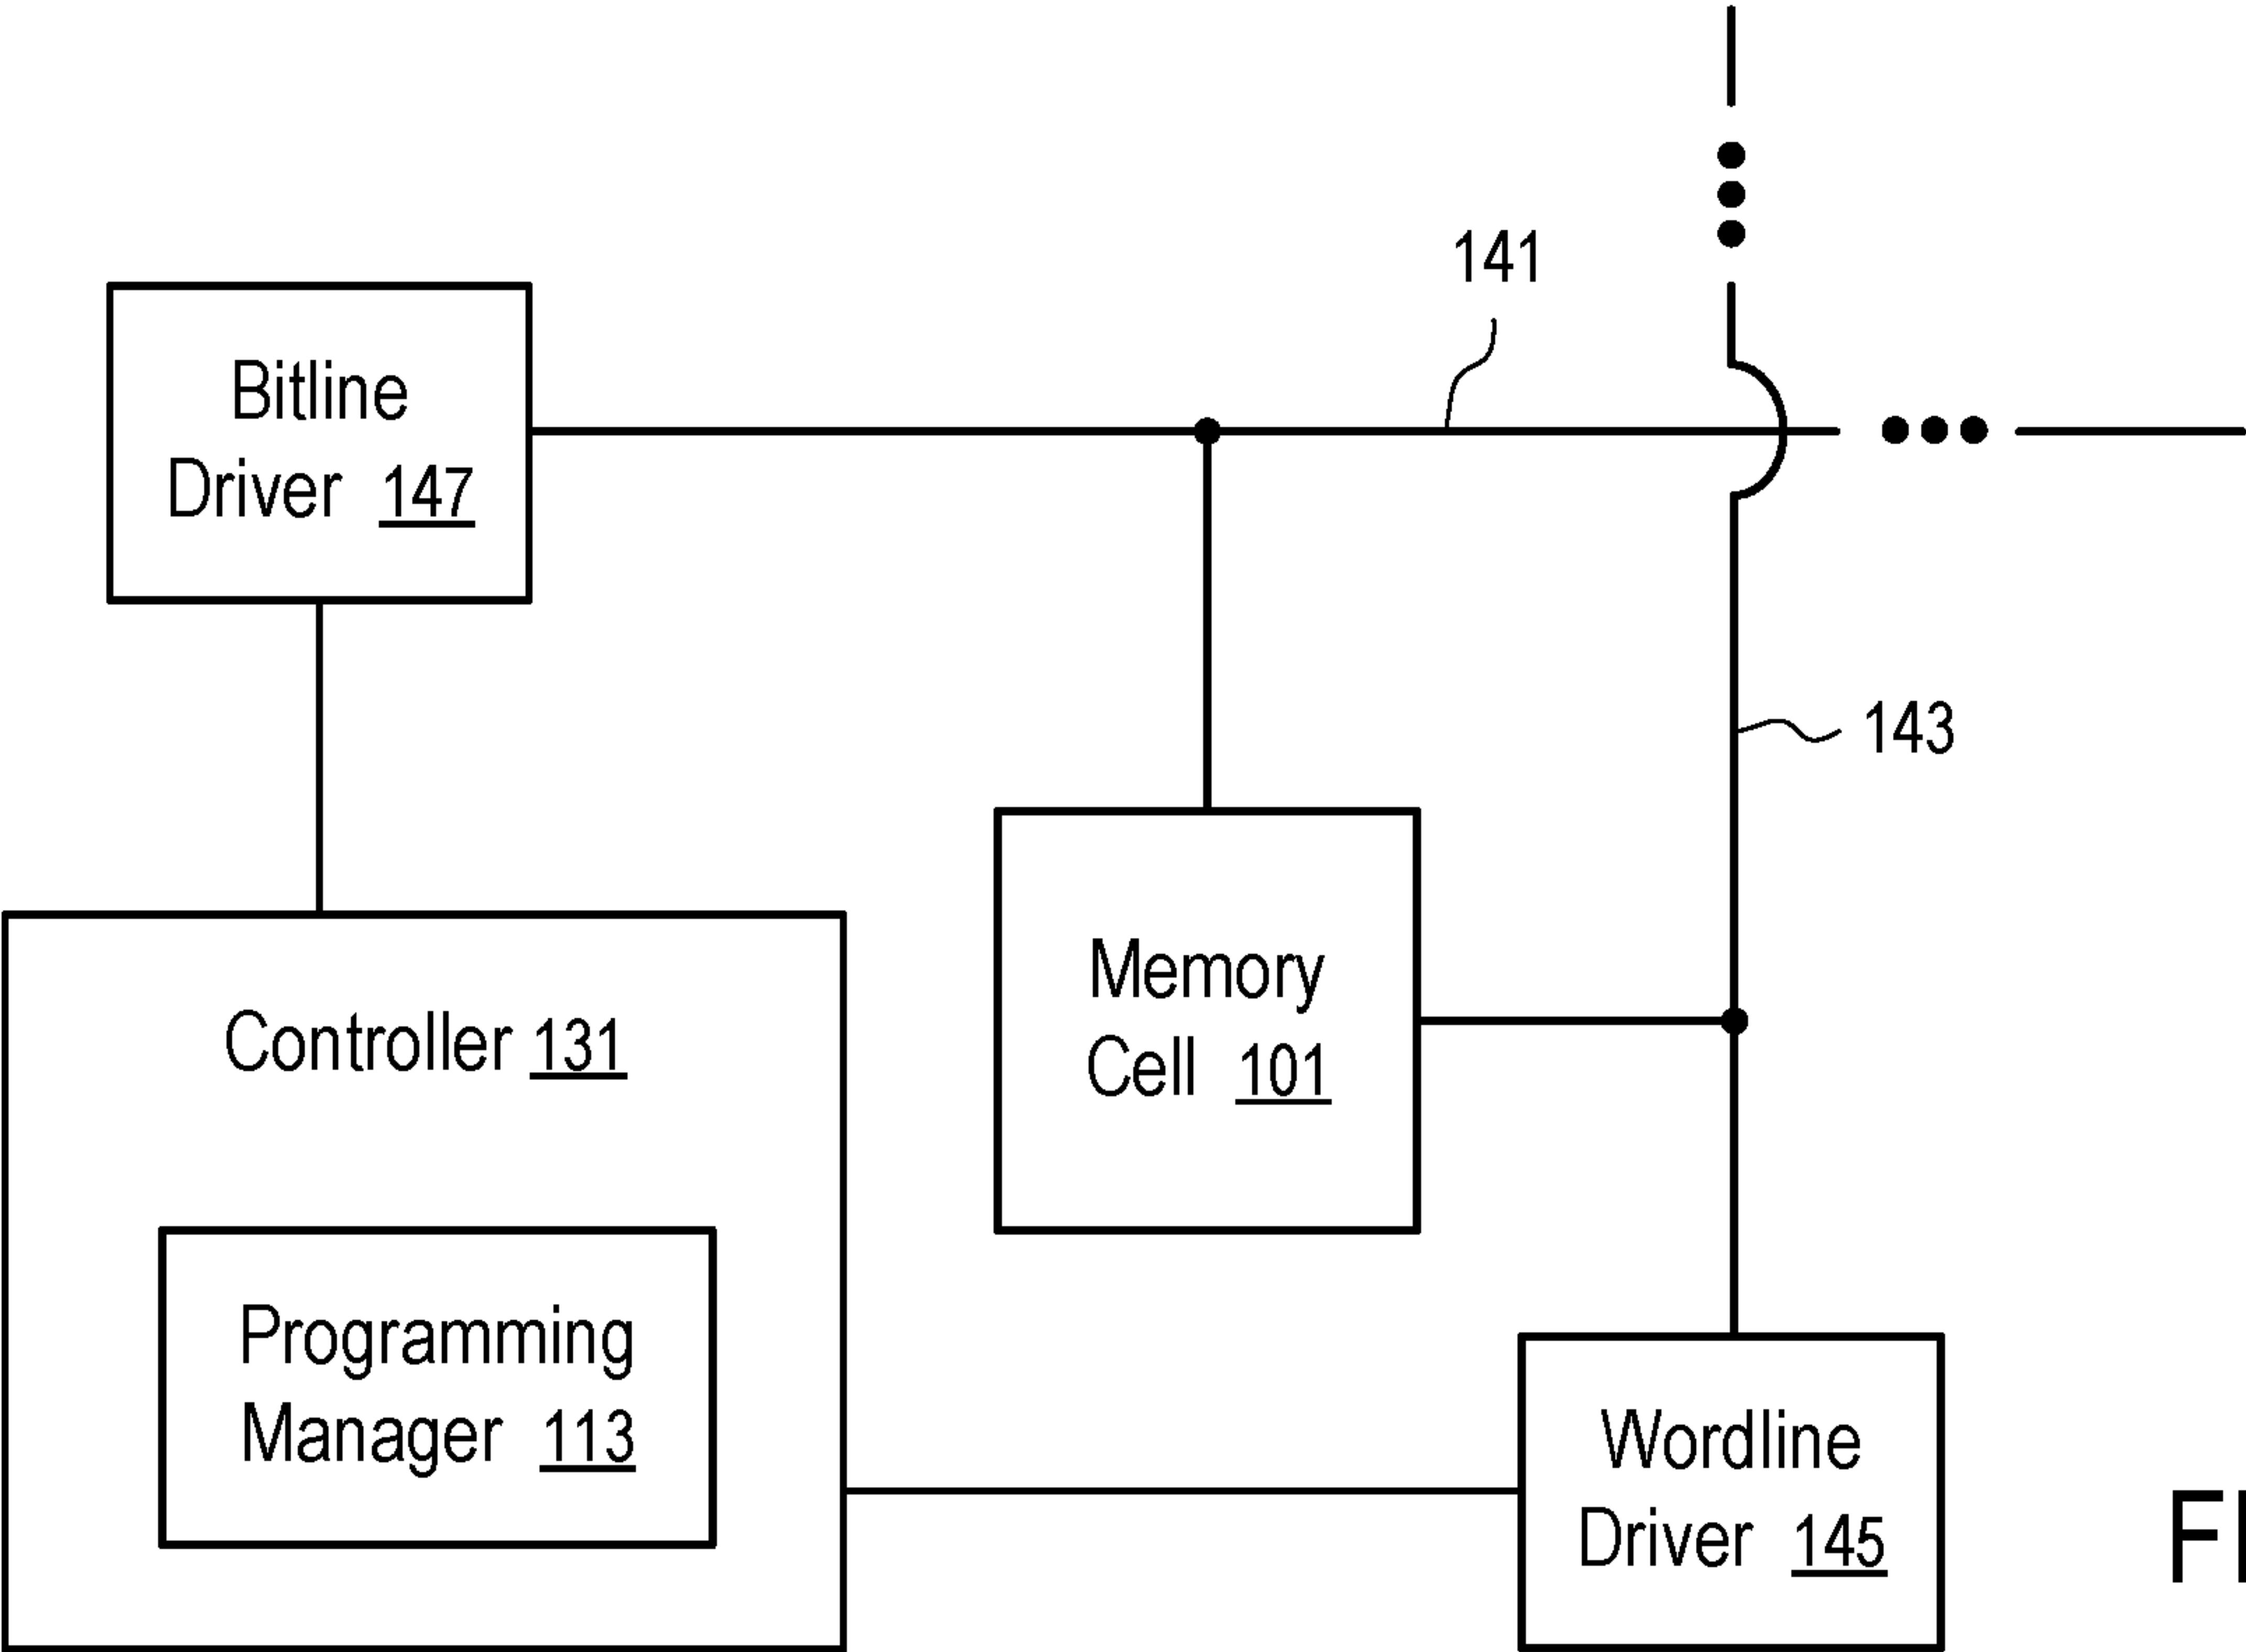 141
Bitline
Driver 147
143
Memory
Cell 101
Controller 131
Programming
Manager 113
Wordline
Driver 145